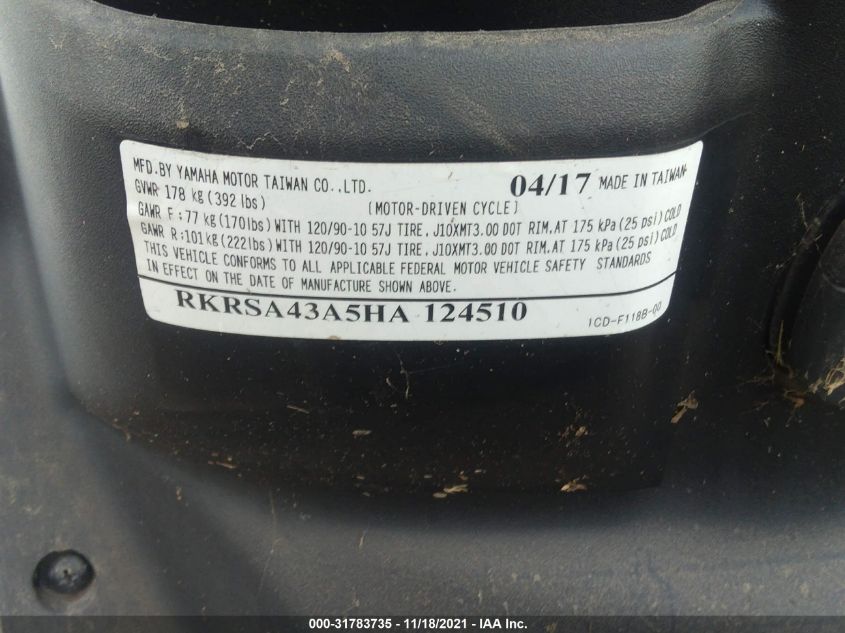 MFD.BY YAMAHA MOTOR TAIWAN CO.,LTD. 04/17 MADE IN TAIWAN
GVWR 178 kg(392 lbs) [MOTOR-DRIVEN CYCLE]
GAWR F:77 kg(170lbs) WITH 120/90-10 57J TIRE, J10XMT3.00 DOT RIM, AT 175 kPa(25 psi) COLD
GAWR R:101kg(222lbs) WITH 120/90-10 57J TIRE, J10XMT3.00 DOT RIM, AT 175 kPa(25 psi) COLD
THIS VEHICLE CONFORMS TO ALL APPLICABLE FEDERAL MOTOR VEHICLE SAFETY STANDARDS
IN EFFECT ON THE DATE OF MANUFACTURE SHOWN ABOVE.
RKRSA43A5HA 124510 1CD-F118B-00
000-31783735 - 11/18/2021 - IAA Inc.